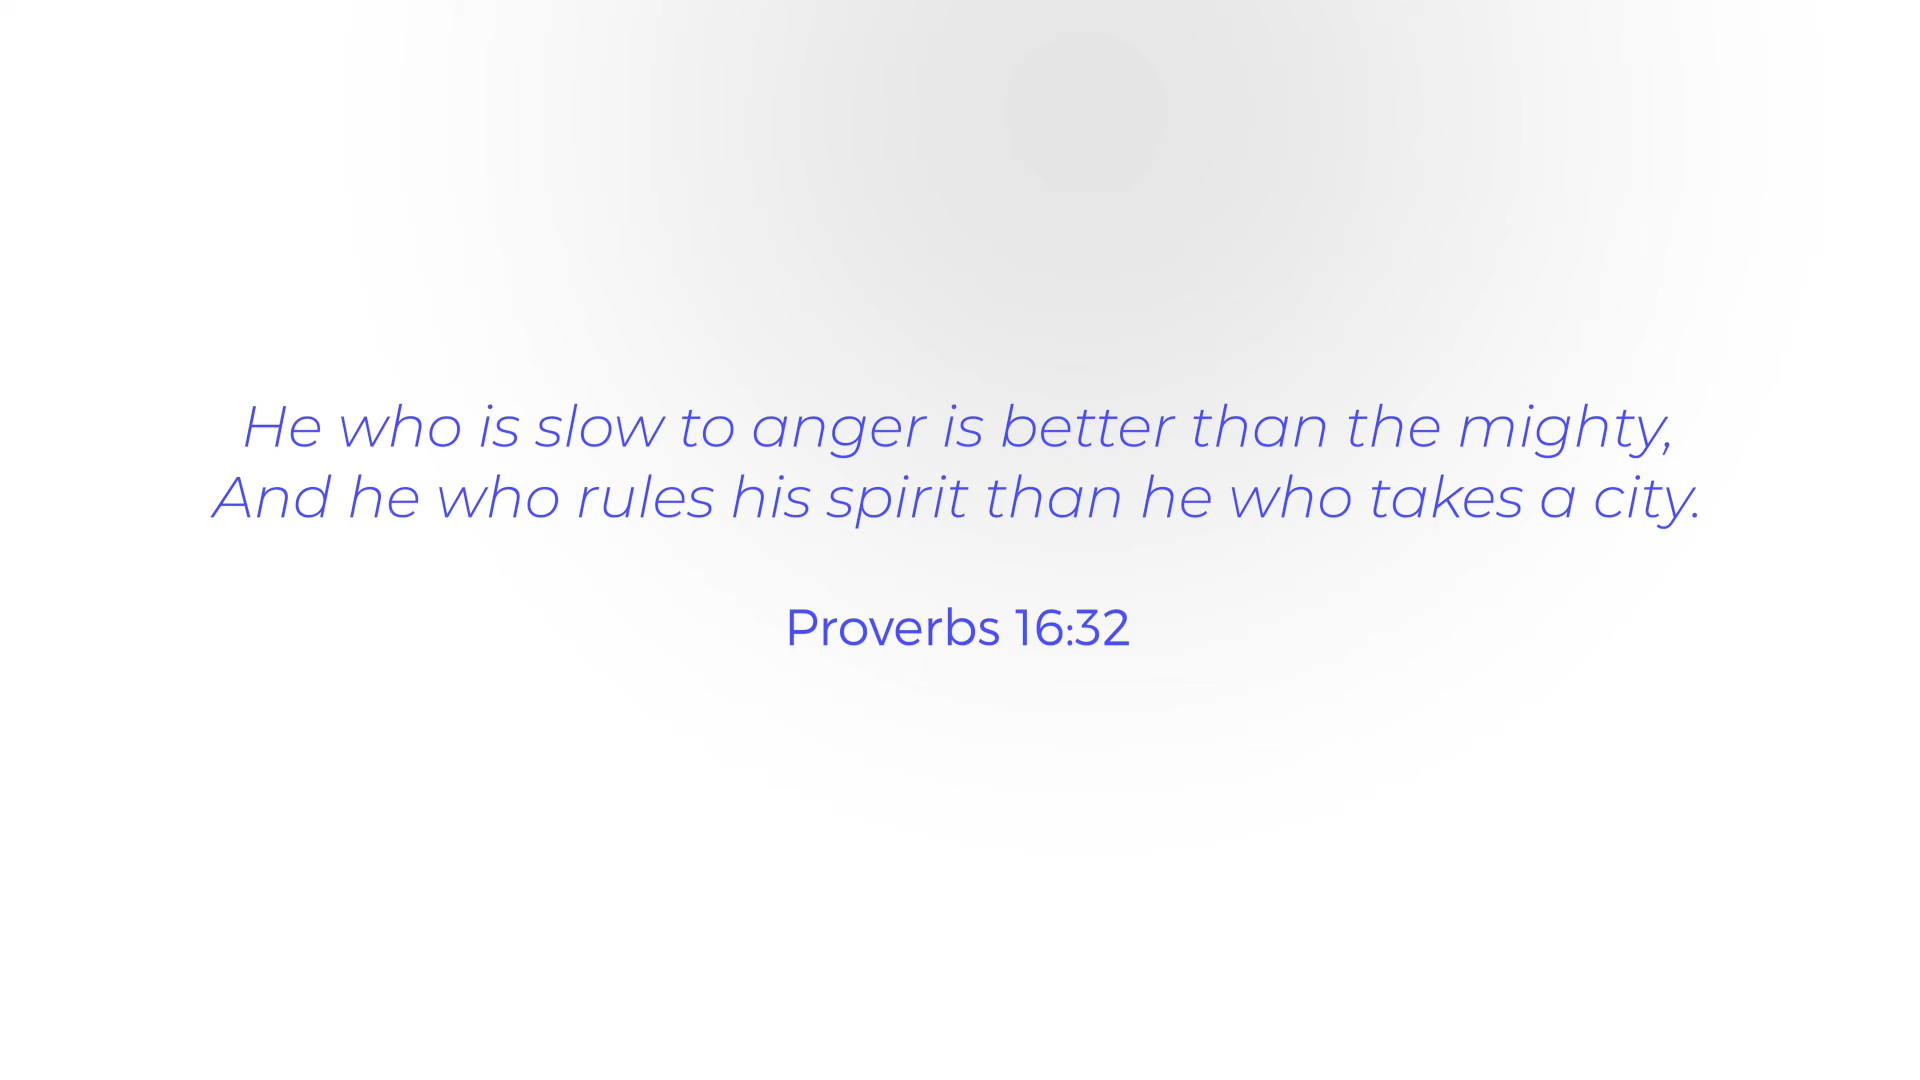 He who is slow to anger is better than the mighty,
And he who rules his spirit than he who takes a city.
Proverbs 16:32